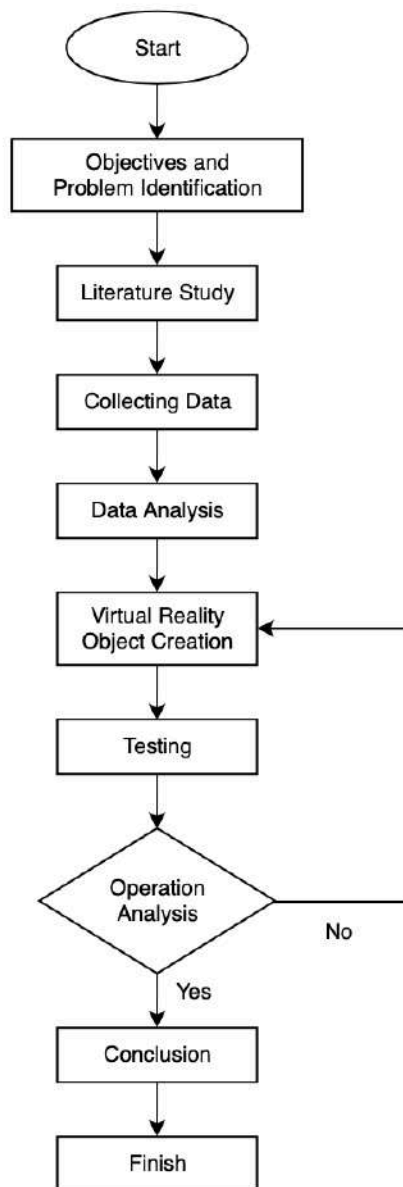 Start
Objectives and
Problem Identification
Literature Study
Collecting Data
Data Analysis
Virtual Reality
Object Creation
Testing
Operation
Analysis
No
Yes
Conclusion
Finish